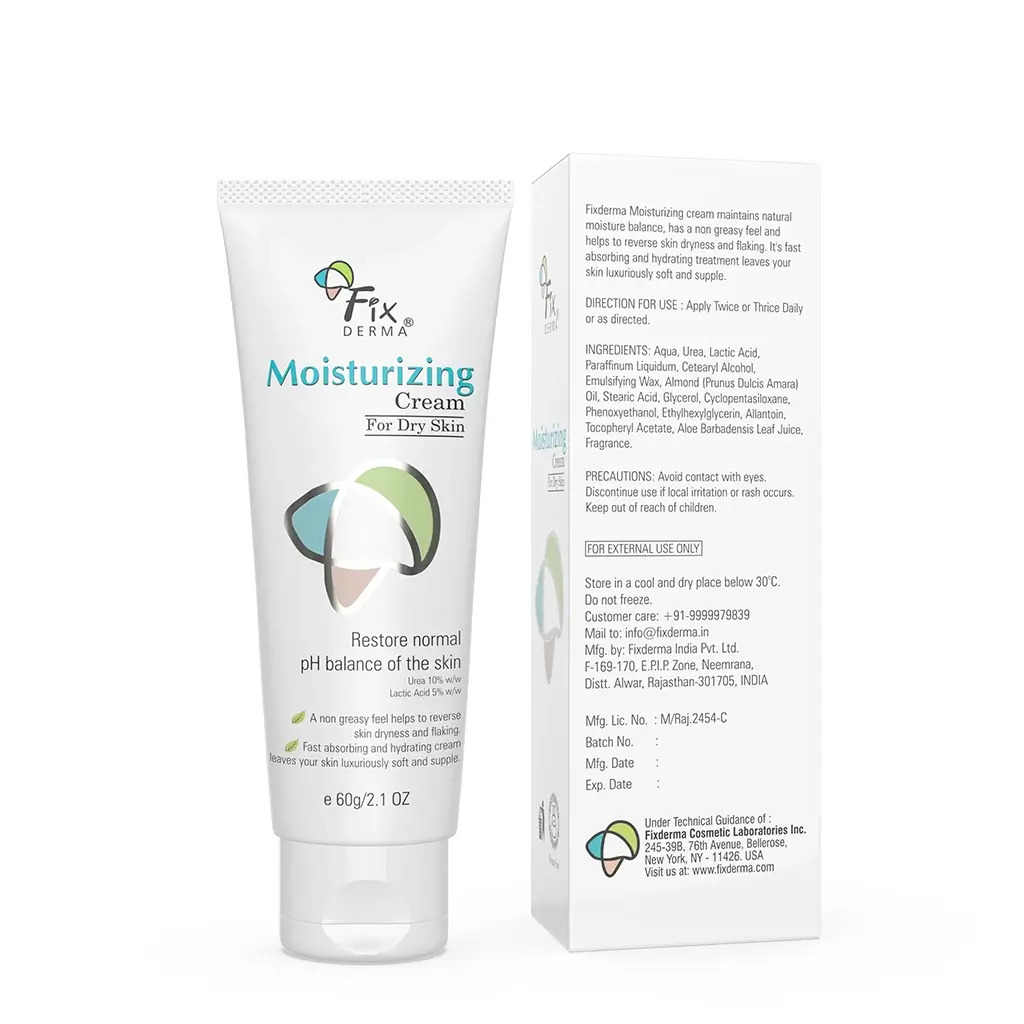 Fix
DERMA®
Moisturizing
Cream
For Dry Skin
Restore normal
pH balance of the skin
Urea 10% w/w
Lactic Acid 5% w/w
A non greasy feel helps to reverse
skin dryness and flaking.
Fast absorbing and hydrating cream
leaves your skin luxuriously soft and supple.
e 60g/2.1 OZ
Fix
DERMA
Moisturizing
Cream
For Dry Skin
Fixderma Moisturizing cream maintains natural
moisture balance, has a non greasy feel and
helps to reverse skin dryness and flaking. It's fast
absorbing and hydrating treatment leaves your
skin luxuriously soft and supple.
DIRECTION FOR USE : Apply Twice or Thrice Daily
or as directed.
INGREDIENTS: Aqua, Urea, Lactic Acid,
Paraffinum Liquidum, Cetearyl Alcohol,
Emulsifying Wax, Almond (Prunus Dulcis Amara)
Oil, Stearic Acid, Glycerol, Cyclopentasiloxane,
Phenoxyethanol, Ethylhexylglycerin, Allantoin,
Tocopheryl Acetate, Aloe Barbadensis Leaf Juice,
Fragrance.
PRECAUTIONS: Avoid contact with eyes.
Discontinue use if local irritation or rash occurs.
Keep out of reach of children.
FOR EXTERNAL USE ONLY
Store in a cool and dry place below 30°C.
Do not freeze.
Customer care: +91-9999979839
Mail to: info@fixderma.in
Mfg. by: Fixderma India Pvt. Ltd.
F-169-170, E.P.I.P. Zone, Neemrana,
Distt. Alwar, Rajasthan-301705, INDIA
Mfg. Lic. No. : M/Raj.2454-C
Batch No. :
Mfg. Date :
Exp. Date :
Under Technical Guidance of :
Fixderma Cosmetic Laboratories Inc.
245-39B, 76th Avenue, Bellerose,
New York, NY - 11426. USA
Visit us at: www.fixderma.com